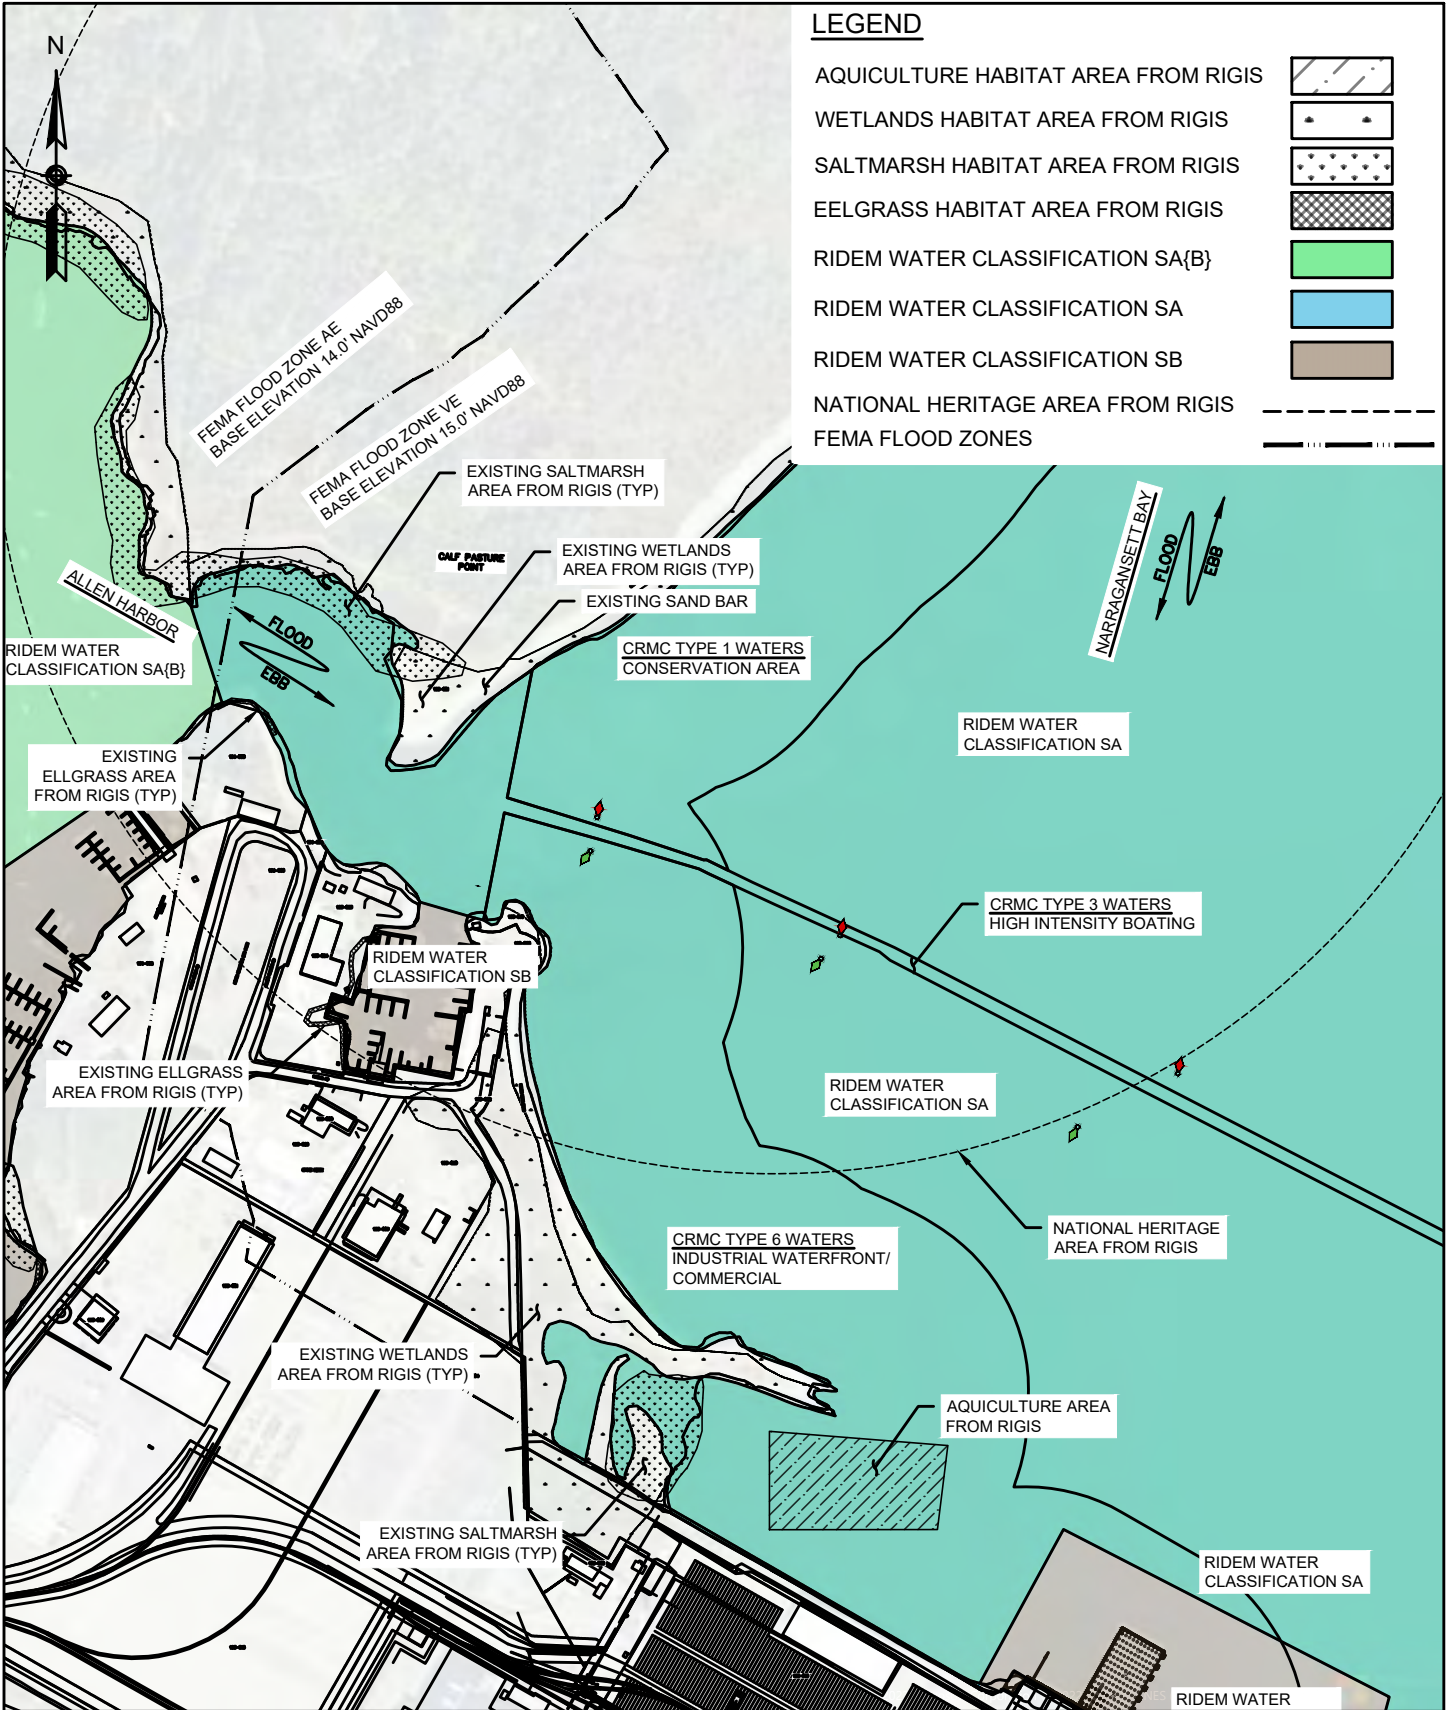 LEGEND
AQUICULTURE HABITAT AREA FROM RIGIS
WETLANDS HABITAT AREA FROM RIGIS
SALTMARSH HABITAT AREA FROM RIGIS
EELGRASS HABITAT AREA FROM RIGIS
RIDEM WATER CLASSIFICATION SA{B}
RIDEM WATER CLASSIFICATION SA
RIDEM WATER CLASSIFICATION SB
NATIONAL HERITAGE AREA FROM RIGIS
FEMA FLOOD ZONES
N
FEMA FLOOD ZONE AE
BASE ELEVATION 14.0' NAVD88
FEMA FLOOD ZONE VE
BASE ELEVATION 15.0' NAVD88
EXISTING SALTMARSH
AREA FROM RIGIS (TYP)
CALF PASTURE
POINT
EXISTING WETLANDS
AREA FROM RIGIS (TYP)
EXISTING SAND BAR
NARRAGANSETT BAY
FLOOD
EBB
ALLEN HARBOR
RIDEM WATER
CLASSIFICATION SA{B}
FLOOD
EBB
CRMC TYPE 1 WATERS
CONSERVATION AREA
RIDEM WATER
CLASSIFICATION SA
EXISTING
ELLGRASS AREA
FROM RIGIS (TYP)
CRMC TYPE 3 WATERS
HIGH INTENSITY BOATING
RIDEM WATER
CLASSIFICATION SB
EXISTING ELLGRASS
AREA FROM RIGIS (TYP)
RIDEM WATER
CLASSIFICATION SA
NATIONAL HERITAGE
AREA FROM RIGIS
CRMC TYPE 6 WATERS
INDUSTRIAL WATERFRONT/
COMMERCIAL
EXISTING WETLANDS
AREA FROM RIGIS (TYP)
AQUICULTURE AREA
FROM RIGIS
EXISTING SALTMARSH
AREA FROM RIGIS (TYP)
RIDEM WATER
CLASSIFICATION SA
RIDEM WATER